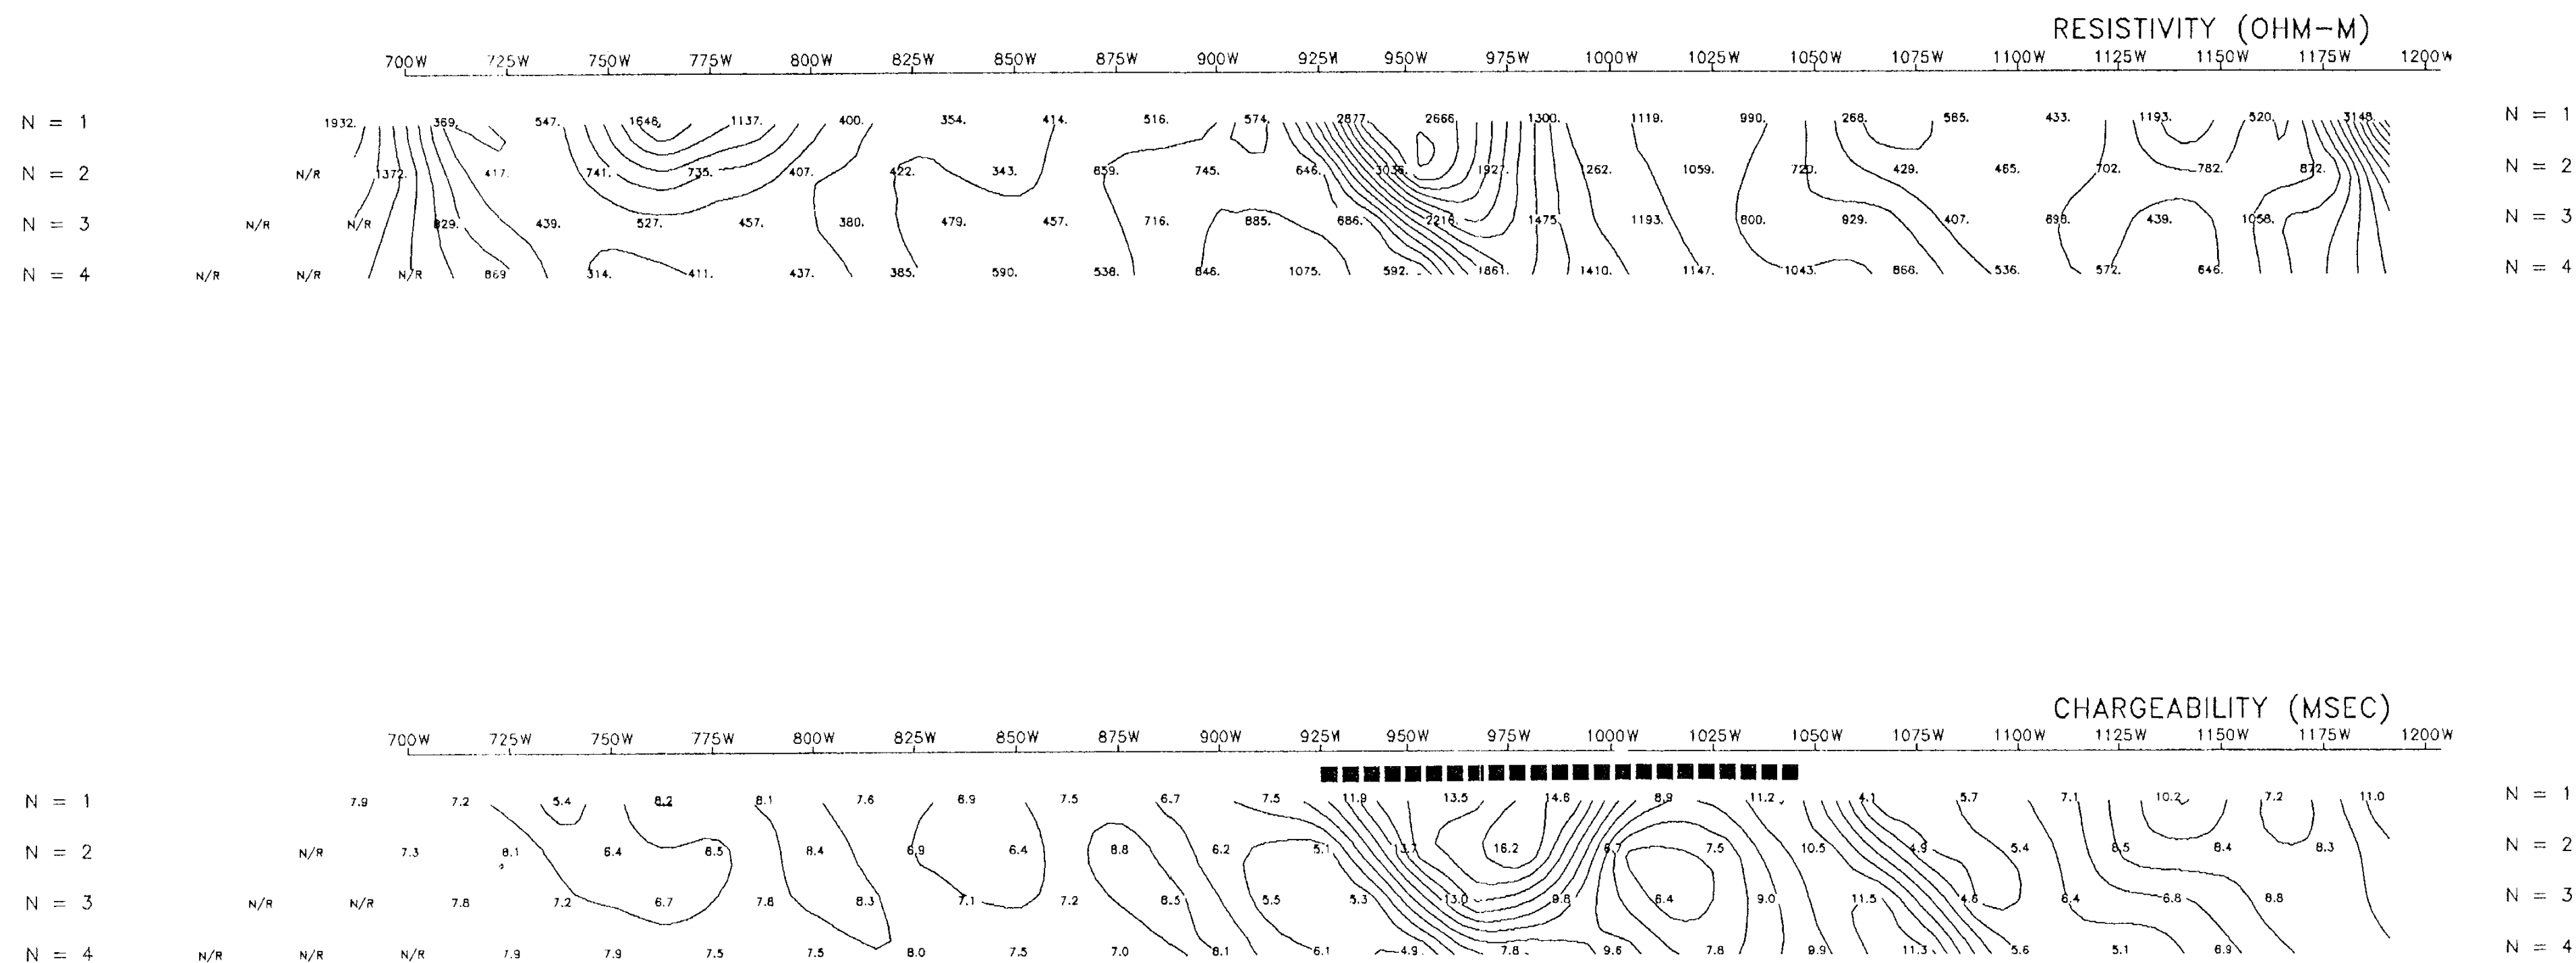 RESISTIVITY (OHM-M)
700W 725W 750W 775W 800W 825W 850W 875W 900W 925W 950W 975W 1000W 1025W 1050W 1075W 1100W 1125W 1150W 1175W 1200W
N = 1 1932. 369. 547. 1648. 1137. 400. 354. 414. 516. 574. 2877. 2666 1300. 1119. 990. 268. 565. 433. 1193. 520. 3148. N = 1
N = 2 N/R 1372. 417. 741. 735. 407. 422. 343. 859. 745. 646. 3036. 1927. 1262. 1059. 720. 429. 465. 702. 782. 872. N = 2
N = 3 N/R N/R 829. 439. 527. 457. 380. 479. 457. 716. 885. 686. 2216. 1475. 1193. 800. 929. 407. 698. 439. 1058. N = 3
N = 4 N/R N/R N/R 869 314. 411. 437. 385. 590. 538. 846. 1075. 592. 1861. 1410. 1147. 1043. 866. 536. 572. 646. N = 4
CHARGEABILITY (MSEC)
700W 725W 750W 775W 800W 825W 850W 875W 900W 925W 950W 975W 1000W 1025W 1050W 1075W 1100W 1125W 1150W 1175W 1200W
N = 1 7.9 7.2 5.4 8.2 8.1 7.6 6.9 7.5 6.7 7.5 11.9 13.5 14.6 8.9 11.2 4.1 5.7 7.1 10.2 7.2 11.0 N = 1
N = 2 N/R 7.3 8.1 6.4 8.5 8.4 6.9 6.4 8.8 6.2 5.1 13.7 16.2 6.7 7.5 10.5 4.9 5.4 8.5 8.4 8.3 N = 2
N = 3 N/R N/R 7.8 7.2 6.7 7.8 8.3 7.1 7.2 8.5 5.5 5.3 13.0 9.8 6.4 9.0 11.5 4.6 6.4 6.8 8.8 N = 3
N = 4 N/R N/R N/R 7.9 7.9 7.5 7.5 8.0 7.5 7.0 8.1 6.1 4.9 7.8 9.6 7.8 9.9 11.3 5.6 5.1 6.9 N = 4